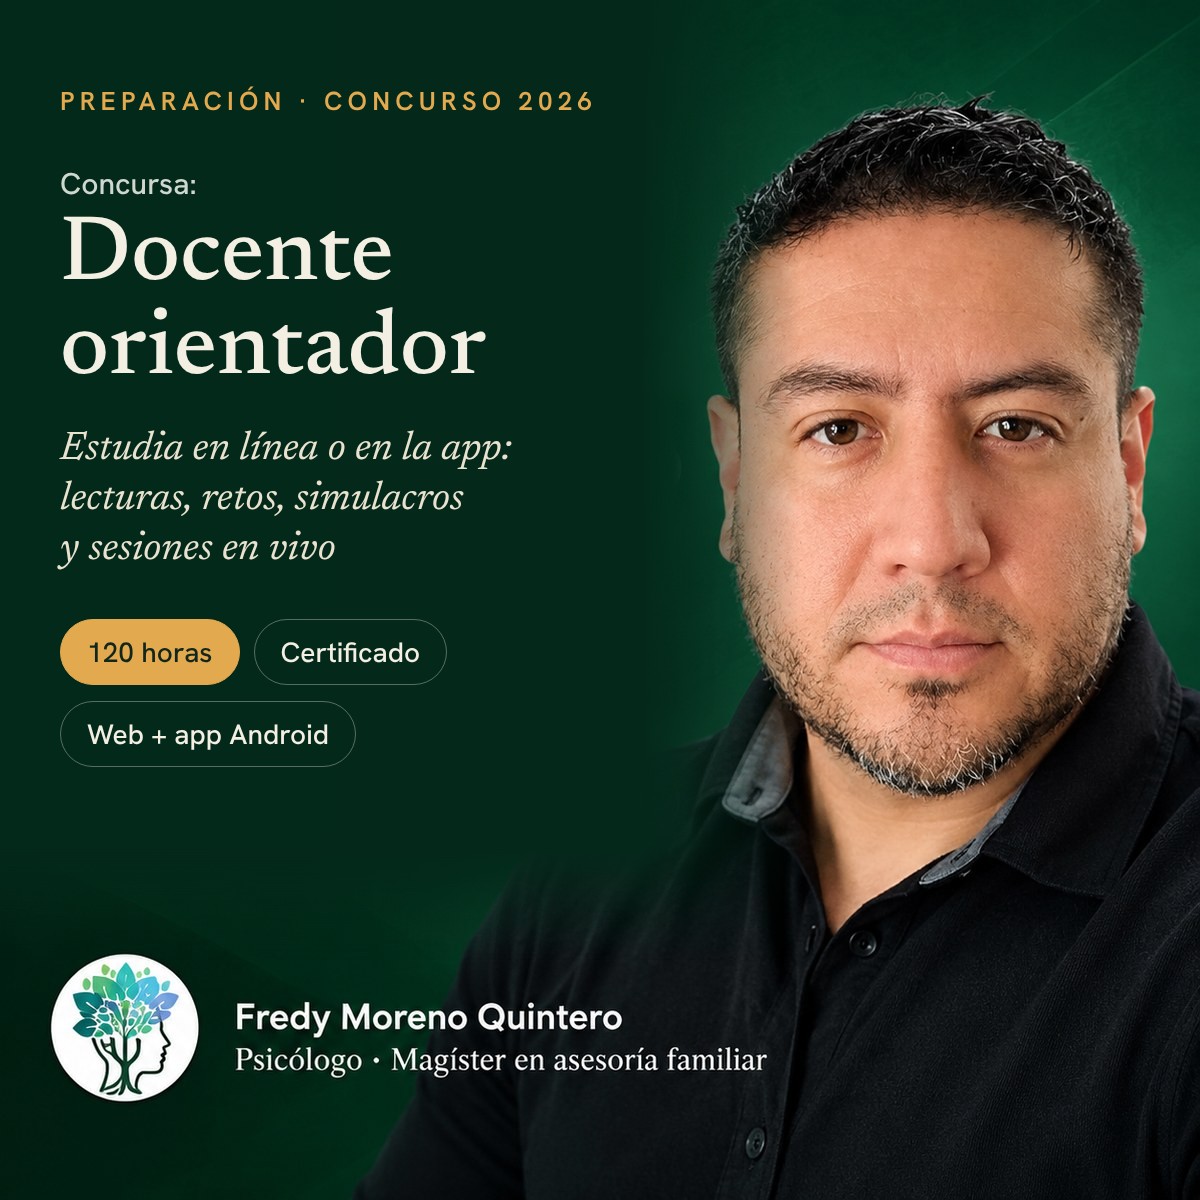 PREPARACIÓN · CONCURSO 2026
Concursa:
Docente
orientador
Estudia en línea o en la app:
lecturas, retos, simulacros
y sesiones en vivo
120 horas
Certificado
Web + app Android
Fredy Moreno Quintero
Psicólogo · Magíster en asesoría familiar